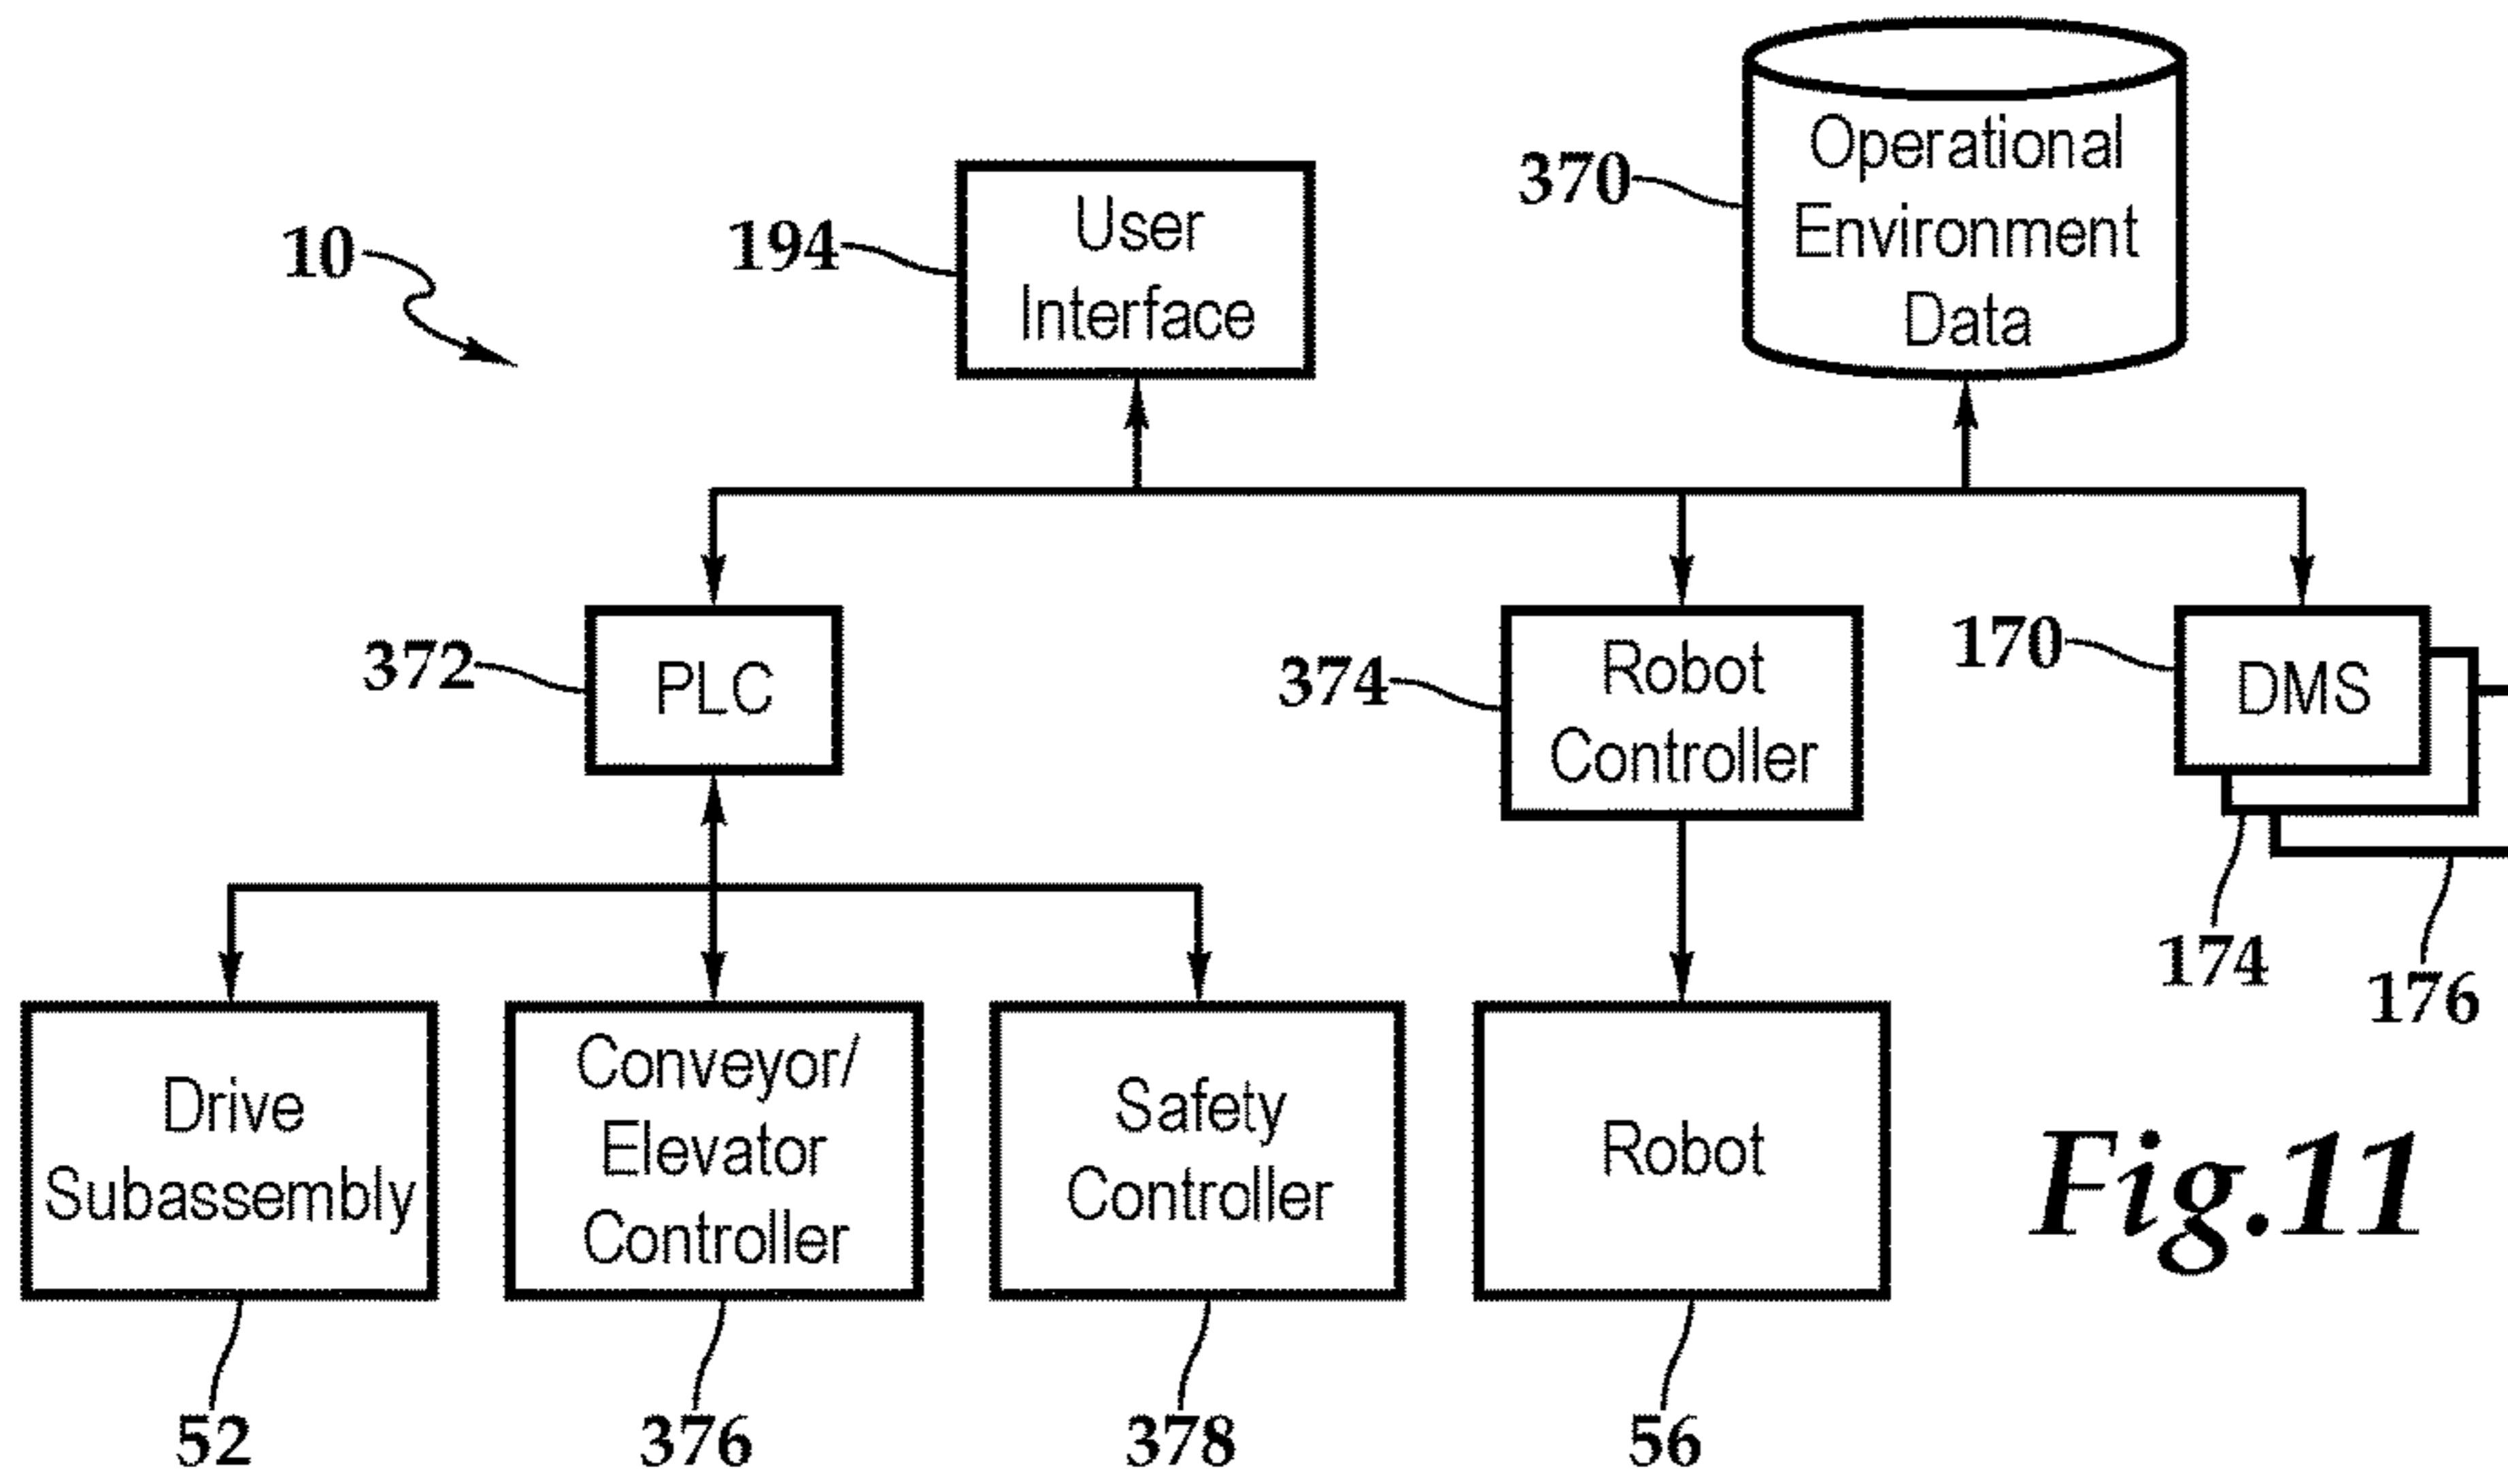 10
194
User
Interface
370
Operational
Environment
Data
372
PLC
374
Robot
Controller
170
DMS
174
176
Drive
Subassembly
Conveyor/
Elevator
Controller
Safety
Controller
Robot
Fig.11
52
376
378
56